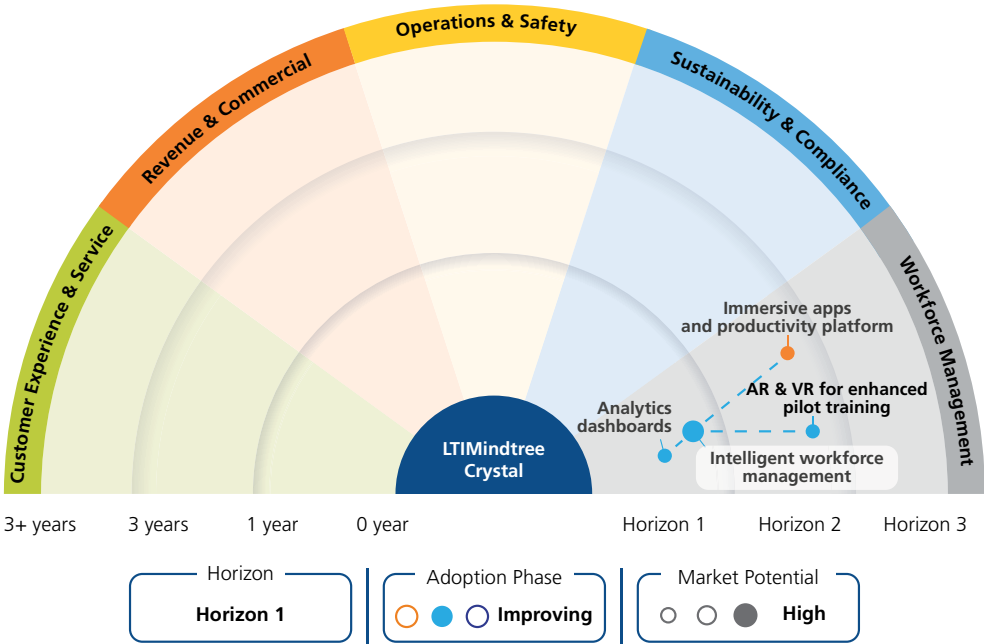 Operations & Safety
Revenue & Commercial
Sustainability & Compliance
Customer Experience & Service
Workforce Management
Immersive apps
and productivity platform
AR & VR for enhanced
pilot training
Analytics
dashboards
Intelligent workforce
management
LTIMindtree
Crystal
3+ years
3 years
1 year
0 year
Horizon 1
Horizon 2
Horizon 3
Horizon
Horizon 1
Adoption Phase
Improving
Market Potential
High